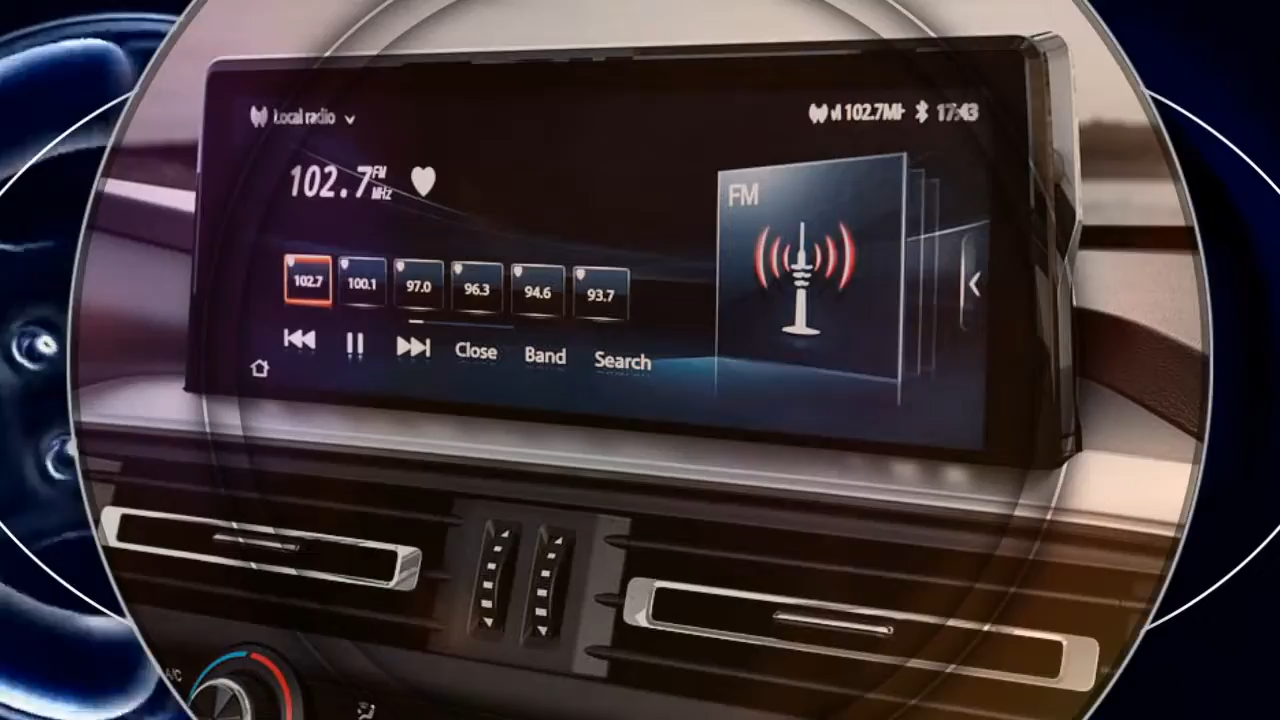 Local radio
102.7MH 17:43
102.7 FM MHz
FM
102.7 100.1 97.0 96.3 94.6 93.7
Close Band Search
A/C